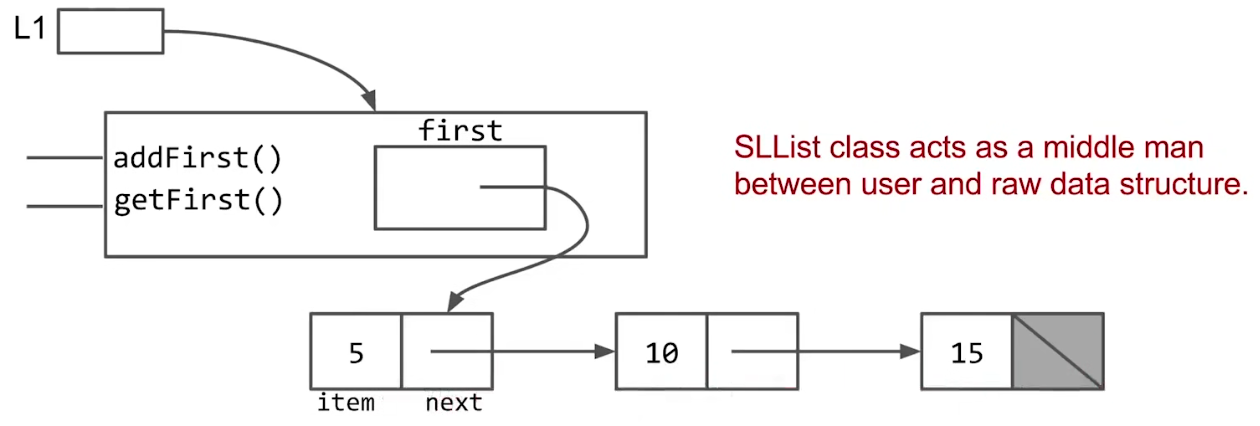 L1
first
addFirst()
getFirst()
SLList class acts as a middle man
between user and raw data structure.
5
10
15
item next